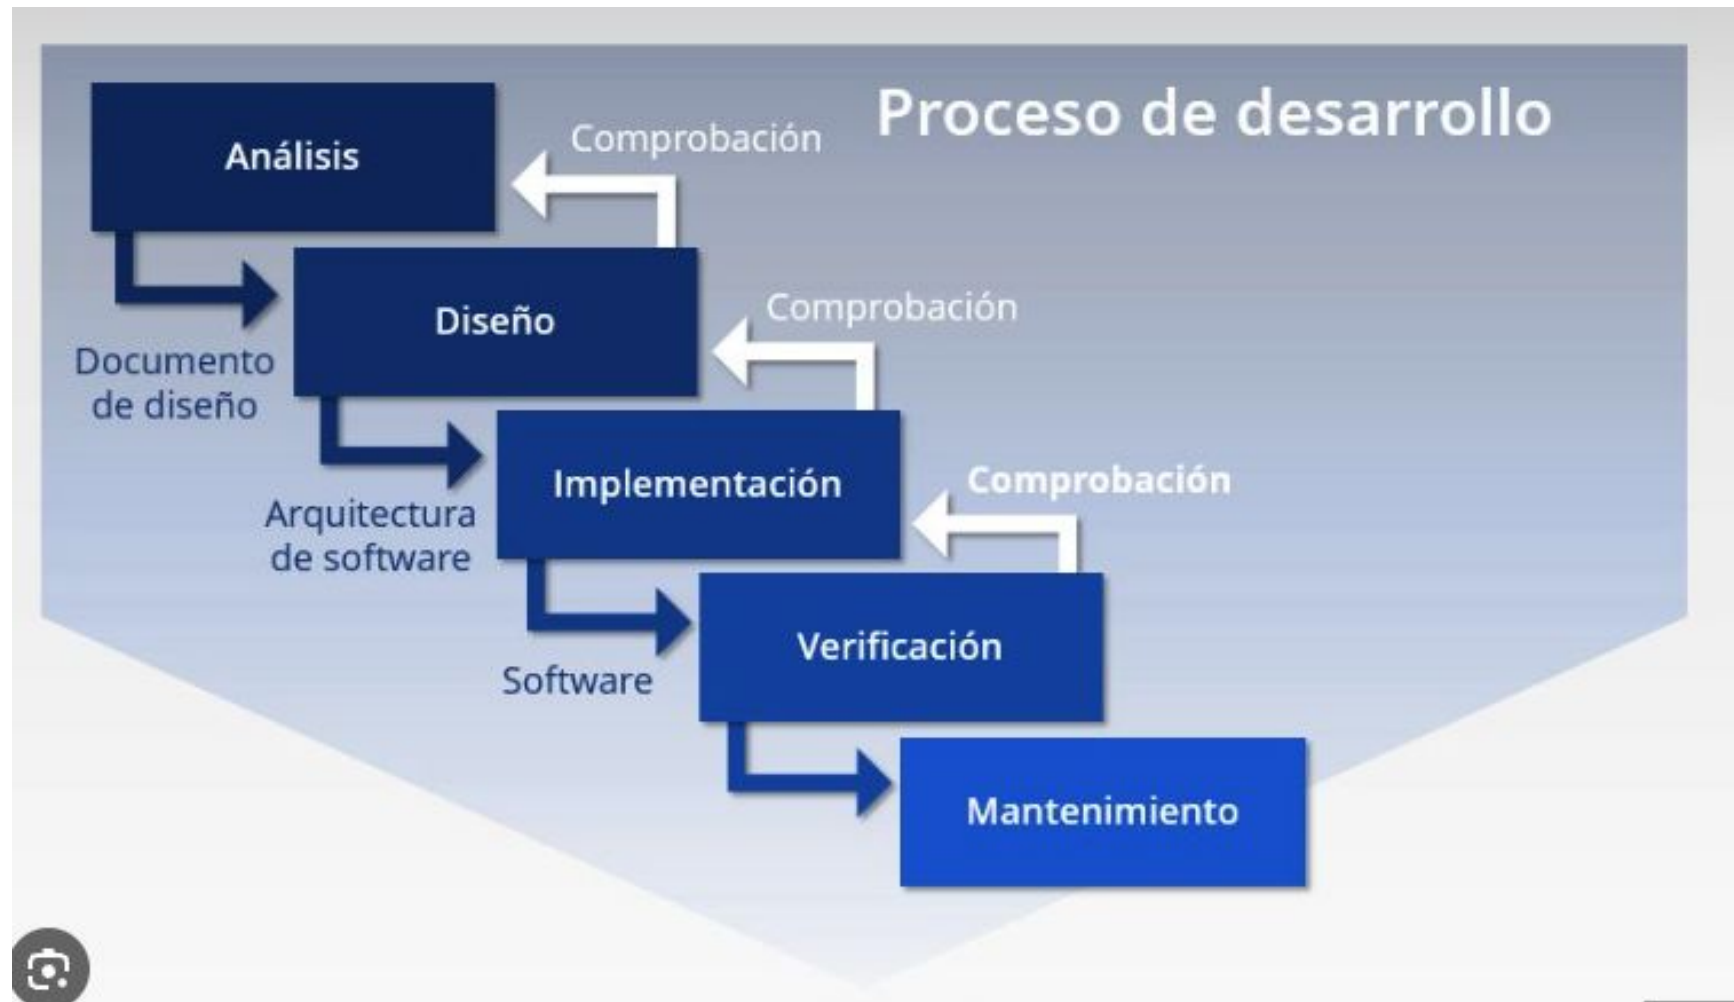 Proceso de desarrollo
Análisis
Comprobación
Documento
de diseño
Diseño
Comprobación
Arquitectura
de software
Implementación
Comprobación
Software
Verificación
Mantenimiento